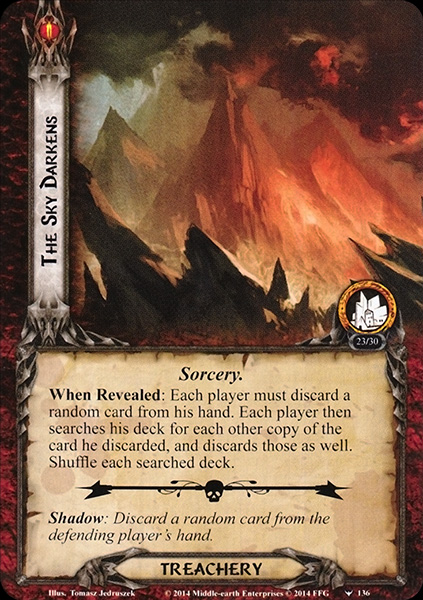 THE SKY DARKENS
23/30
Sorcery.
When Revealed: Each player must discard a
random card from his hand. Each player then
searches his deck for each other copy of the
card he discarded, and discards those as well.
Shuffle each searched deck.
Shadow: Discard a random card from the
defending player's hand.
TREACHERY
Illus. Tomasz Jedruszek © 2014 Middle-earth Enterprises © 2014 FFG 136